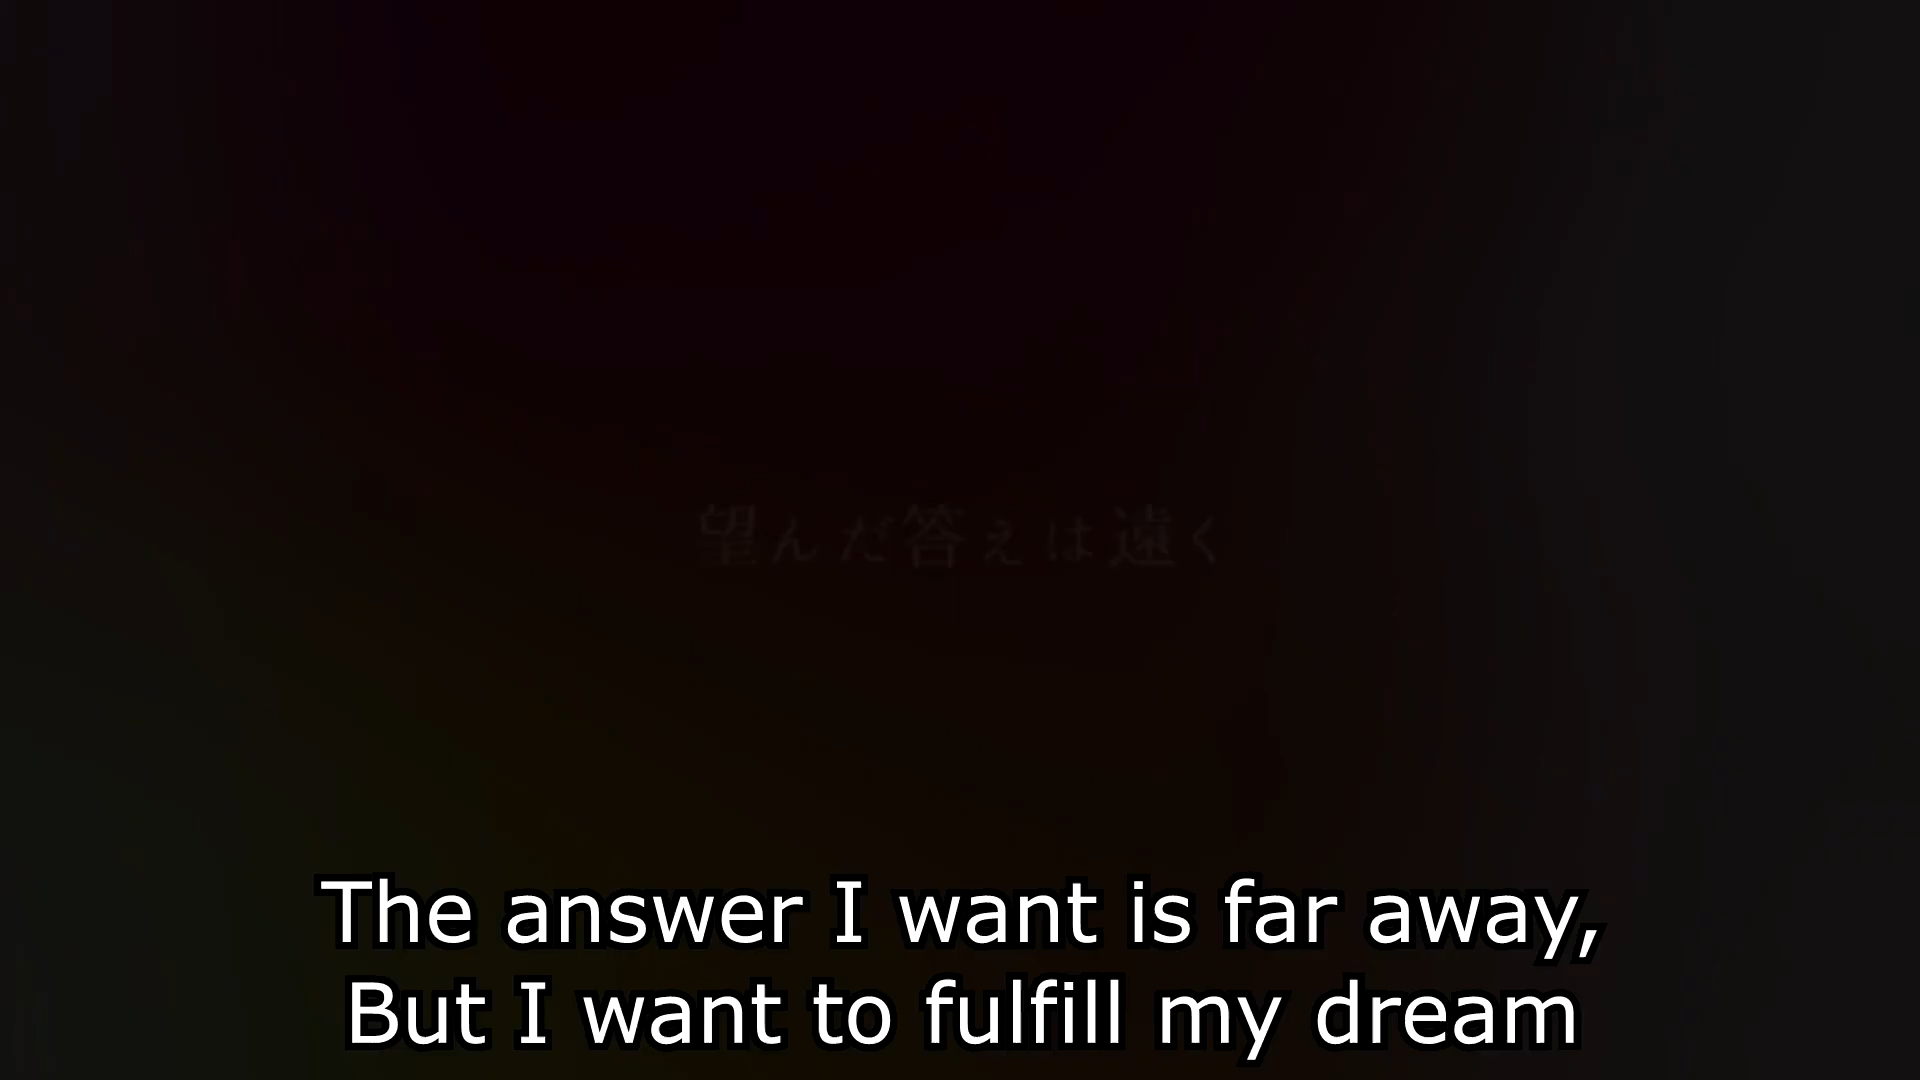 望んだ答えは遠く
The answer I want is far away,
But I want to fulfill my dream